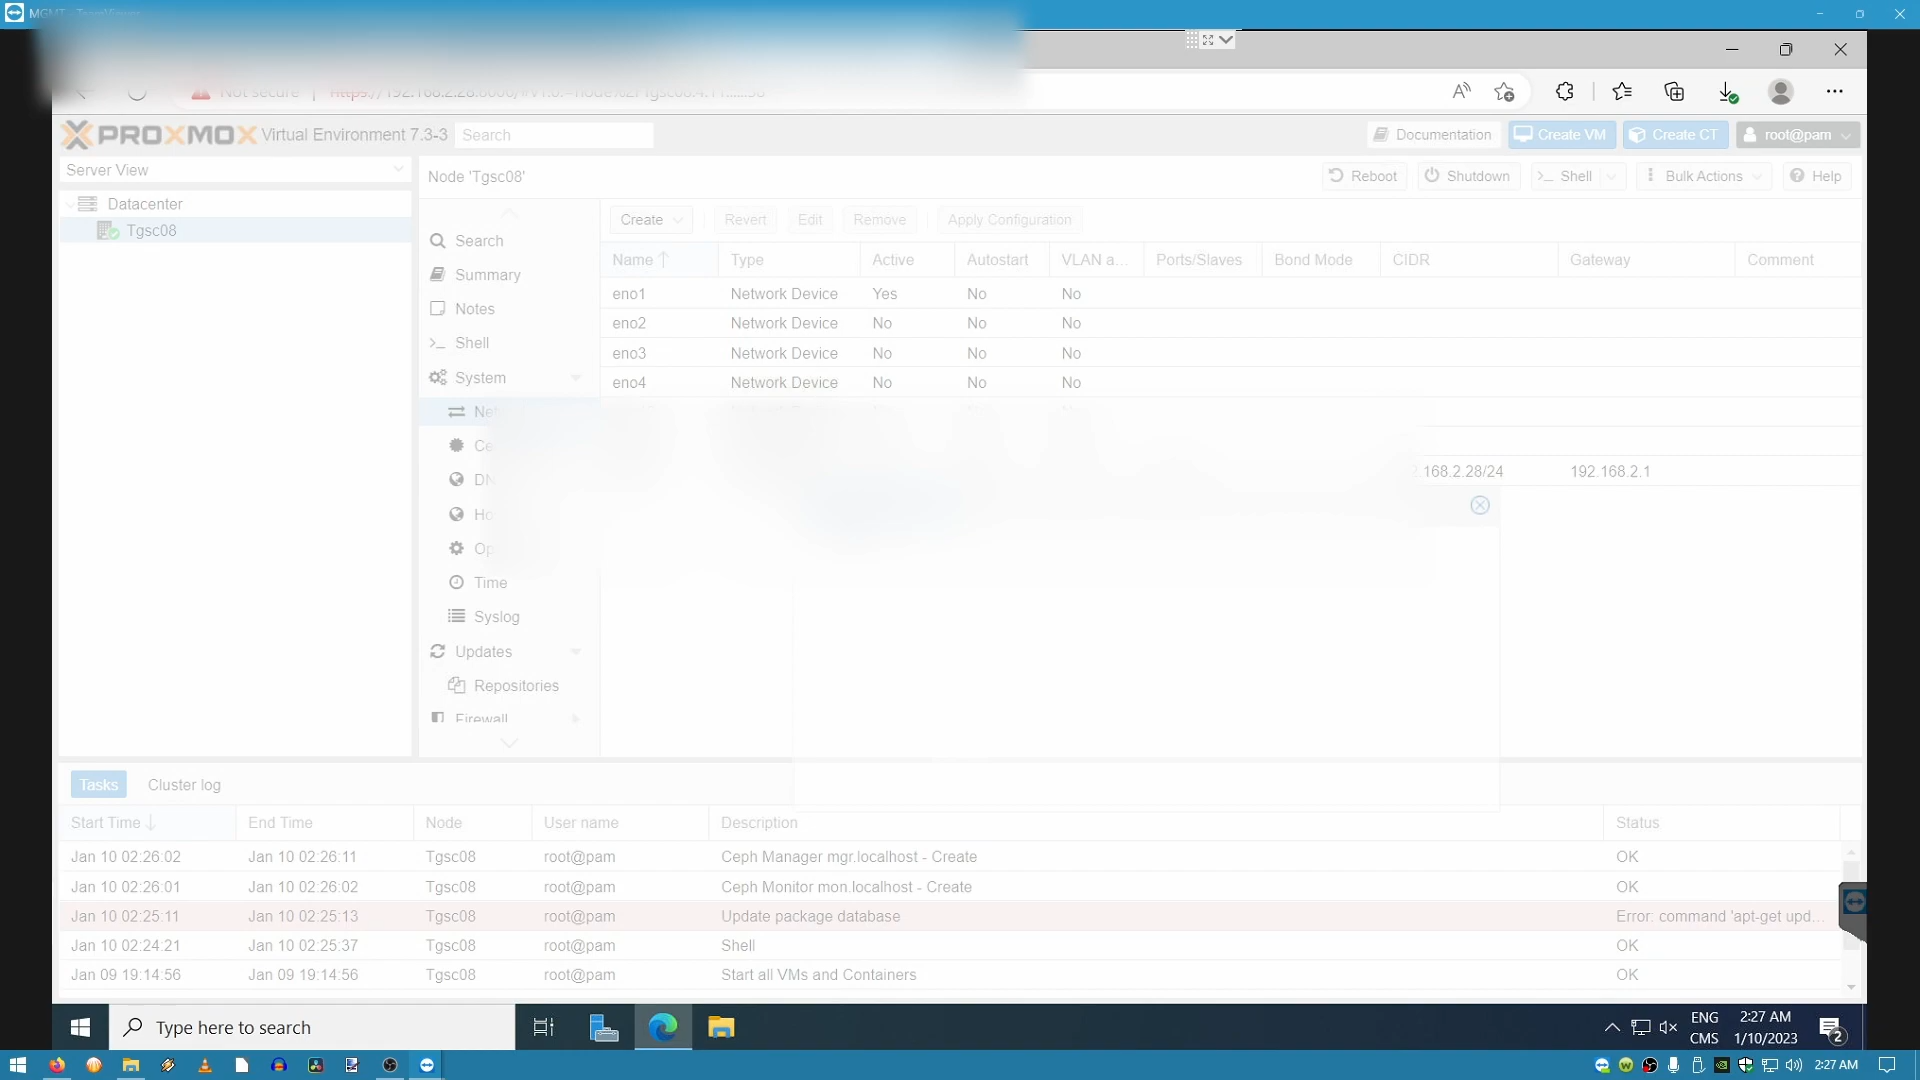 Not secure
PROXMOX Virtual Environment 7.3-3 Search Documentation Create VM Create CT root@pam
Server View
Datacenter
Tgsc08
Node 'Tgsc08' Reboot Shutdown Shell Bulk Actions Help
Search
Summary
Notes
Shell
System
Time
Syslog
Updates
Repositories
Firewall
Create Revert Edit Remove Apply Configuration
Name Type Active Autostart VLAN a... Ports/Slaves Bond Mode CIDR Gateway Comment
eno1 Network Device Yes No No
eno2 Network Device No No No
eno3 Network Device No No No
eno4 Network Device No No No
.168.2.28/24 192.168.2.1
Tasks Cluster log
Start Time End Time Node User name Description Status
Jan 10 02:26:02 Jan 10 02:26:11 Tgsc08 root@pam Ceph Manager mgr.localhost - Create OK
Jan 10 02:26:01 Jan 10 02:26:02 Tgsc08 root@pam Ceph Monitor mon.localhost - Create OK
Jan 10 02:25:11 Jan 10 02:25:13 Tgsc08 root@pam Update package database Error: command 'apt-get upd...
Jan 10 02:24:21 Jan 10 02:25:37 Tgsc08 root@pam Shell OK
Jan 09 19:14:56 Jan 09 19:14:56 Tgsc08 root@pam Start all VMs and Containers OK
Type here to search
ENG 2:27 AM
CMS 1/10/2023 2
2:27 AM